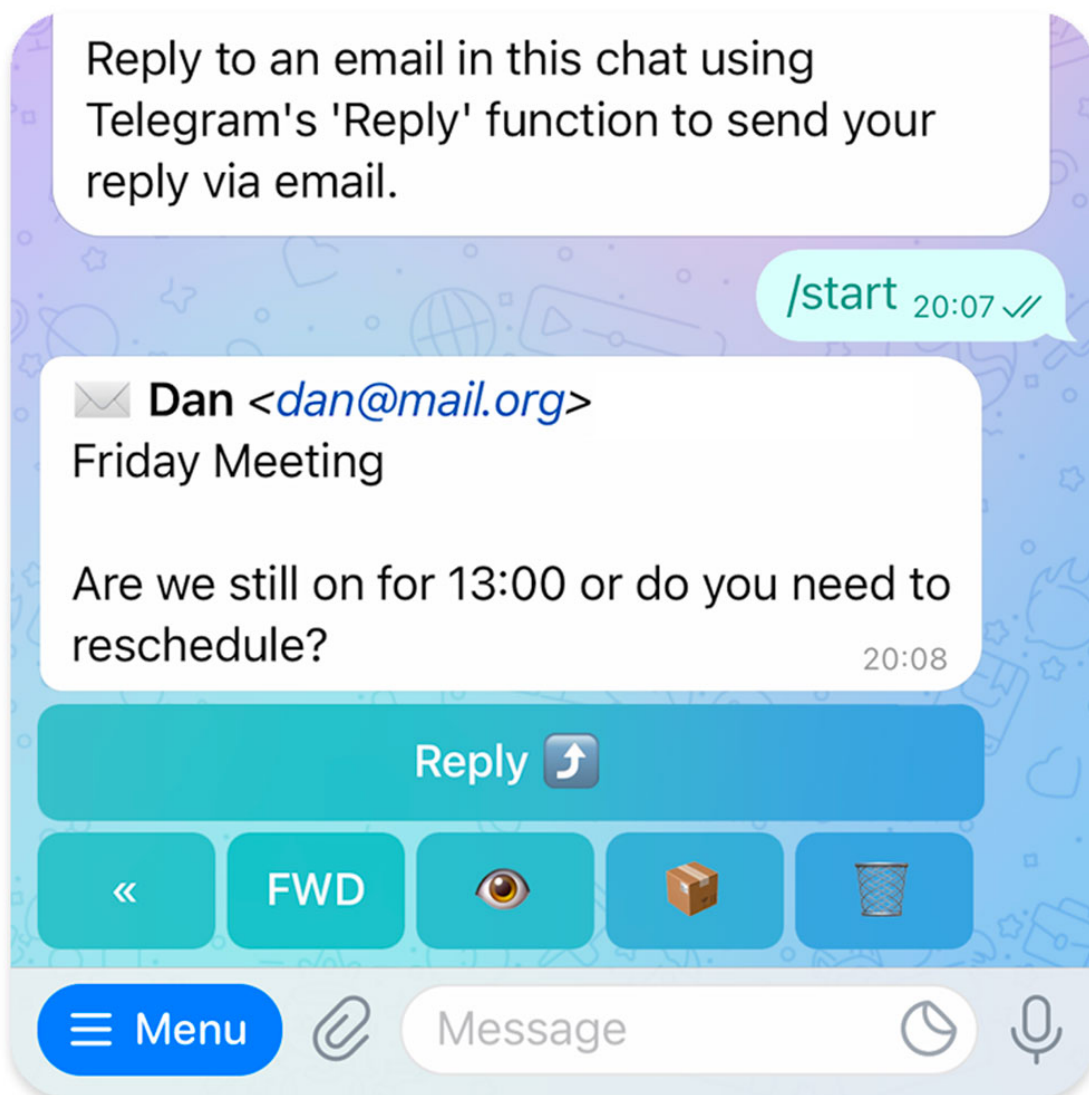 Reply to an email in this chat using
Telegram's 'Reply' function to send your
reply via email.
/start 20:07
Dan <dan@mail.org>
Friday Meeting
Are we still on for 13:00 or do you need to
reschedule?
20:08
Reply
« FWD
Menu Message